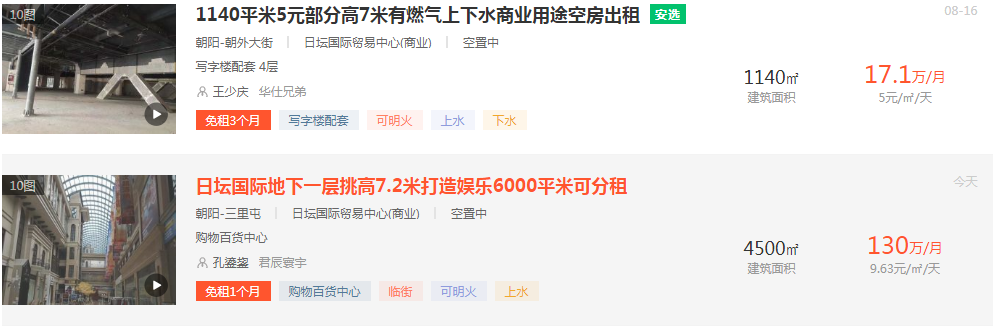 10图
1140平米5元部分高7米有燃气上下水商业用途空房出租 安选
08-16
朝阳-朝外大街 日坛国际贸易中心(商业) 空置中
写字楼配套 4层
王少庆 华仕兄弟
免租3个月 写字楼配套 可明火 上水 下水
1140㎡
建筑面积
17.1万/月
5元/㎡/天
10图
日坛国际地下一层挑高7.2米打造娱乐6000平米可分租
今天
朝阳-三里屯 日坛国际贸易中心(商业) 空置中
购物百货中心
孔鎏鋆 君辰寰宇
免租1个月 购物百货中心 临街 可明火 上水
4500㎡
建筑面积
130万/月
9.63元/㎡/天